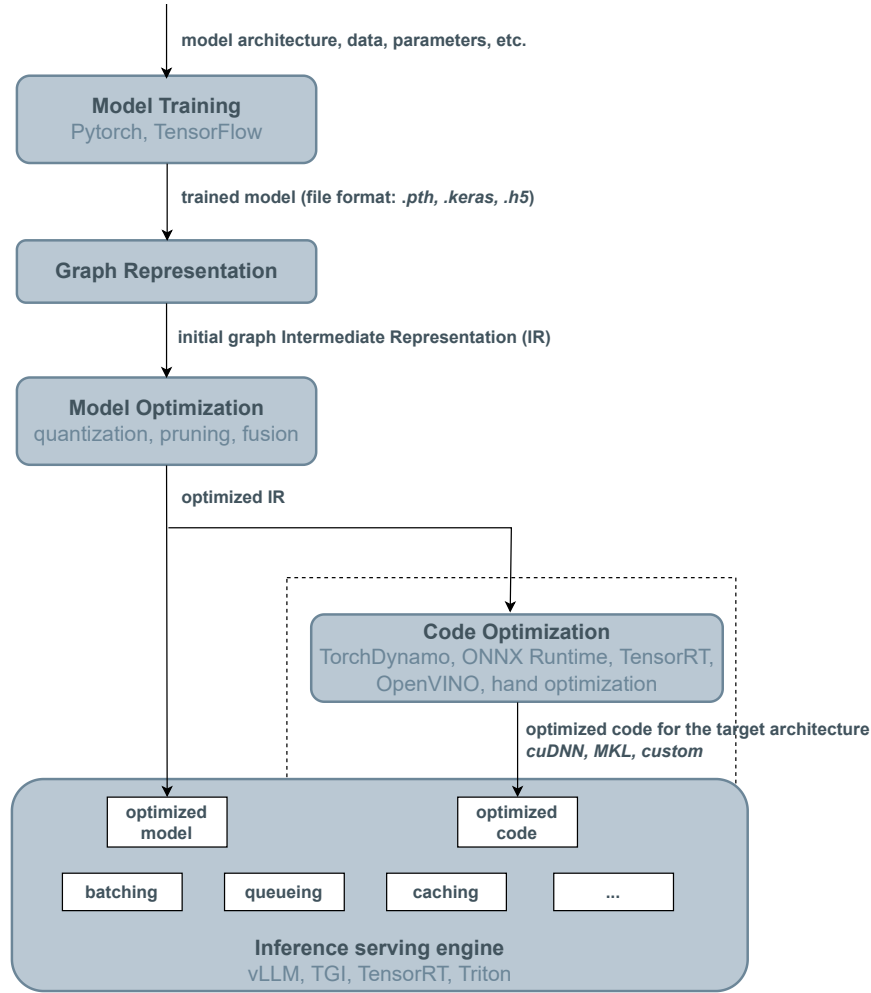 model architecture, data, parameters, etc.
Model Training
Pytorch, TensorFlow
trained model (file format: .pth, .keras, .h5)
Graph Representation
initial graph Intermediate Representation (IR)
Model Optimization
quantization, pruning, fusion
optimized IR
Code Optimization
TorchDynamo, ONNX Runtime, TensorRT,
OpenVINO, hand optimization
optimized code for the target architecture
cuDNN, MKL, custom
optimized
model
optimized
code
batching
queueing
caching
...
Inference serving engine
vLLM, TGI, TensorRT, Triton